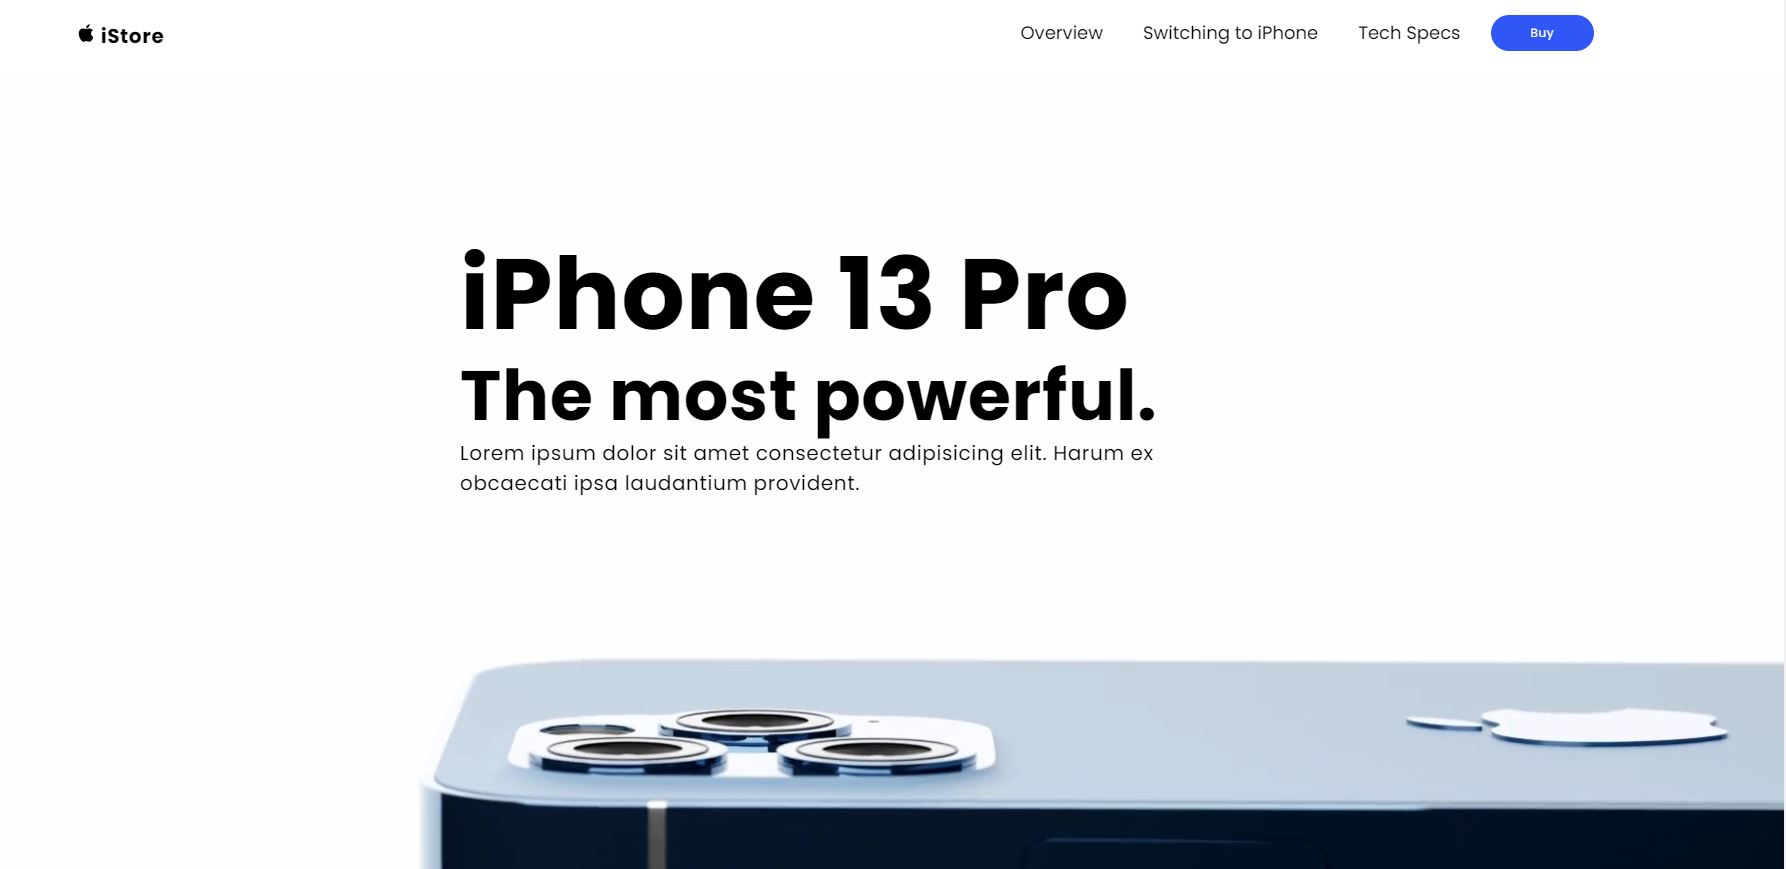 iStore
Overview
Switching to iPhone
Tech Specs
Buy
iPhone 13 Pro
The most powerful.
Lorem ipsum dolor sit amet consectetur adipisicing elit. Harum ex
obcaecati ipsa laudantium provident.